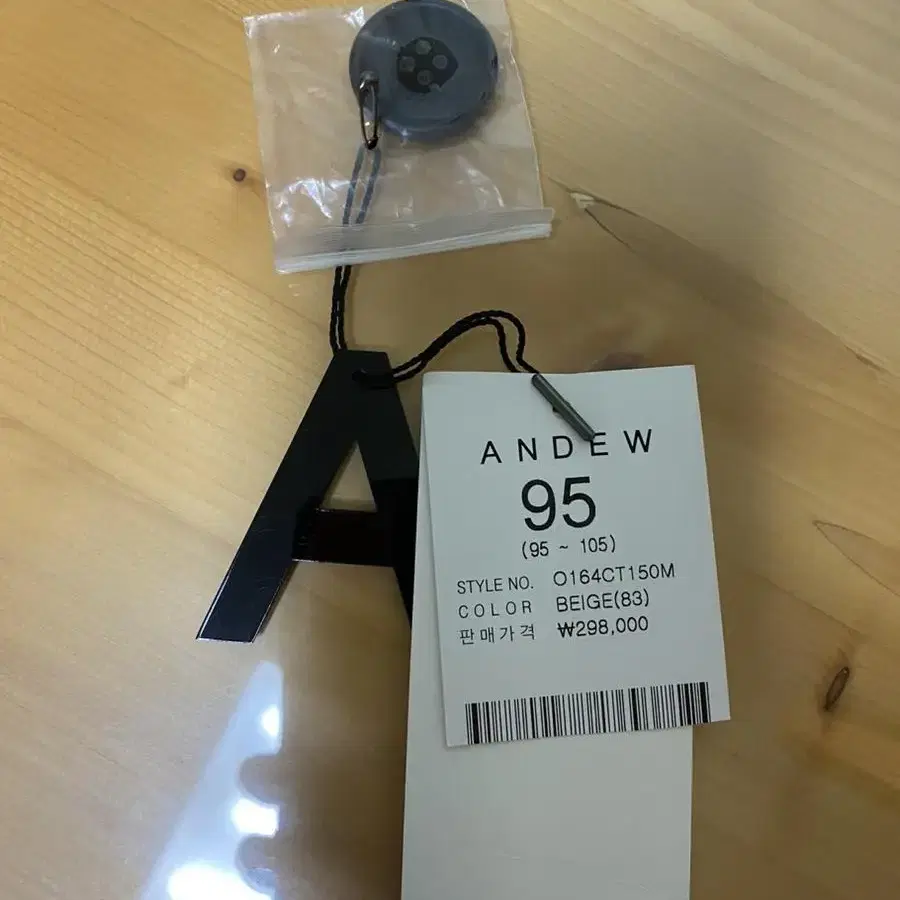 ANDEW
95
(95 ~ 105)
STYLE NO. O164CT150M
COLOR BEIGE(83)
판매가격 ₩298,000